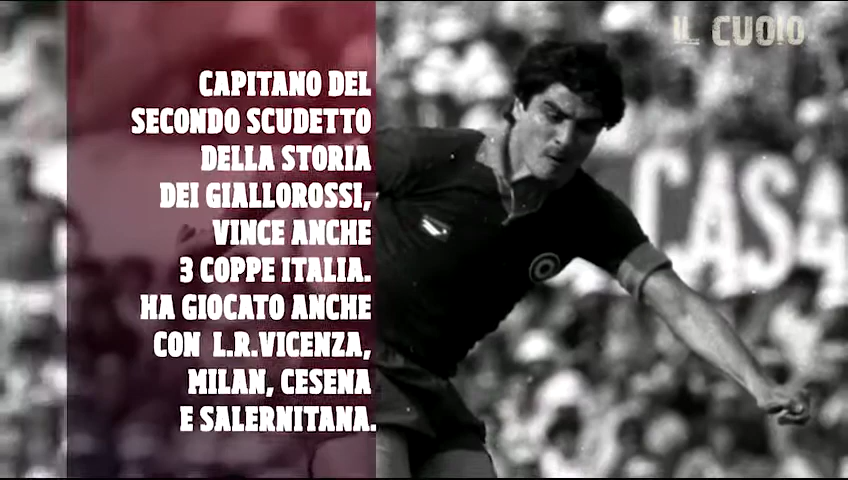 IL CUOIO
CAPITANO DEL
SECONDO SCUDETTO
DELLA STORIA
DEI GIALLOROSSI,
VINCE ANCHE
3 COPPE ITALIA.
HA GIOCATO ANCHE
CON L.R.VICENZA,
MILAN, CESENA
E SALERNITANA.
CASA